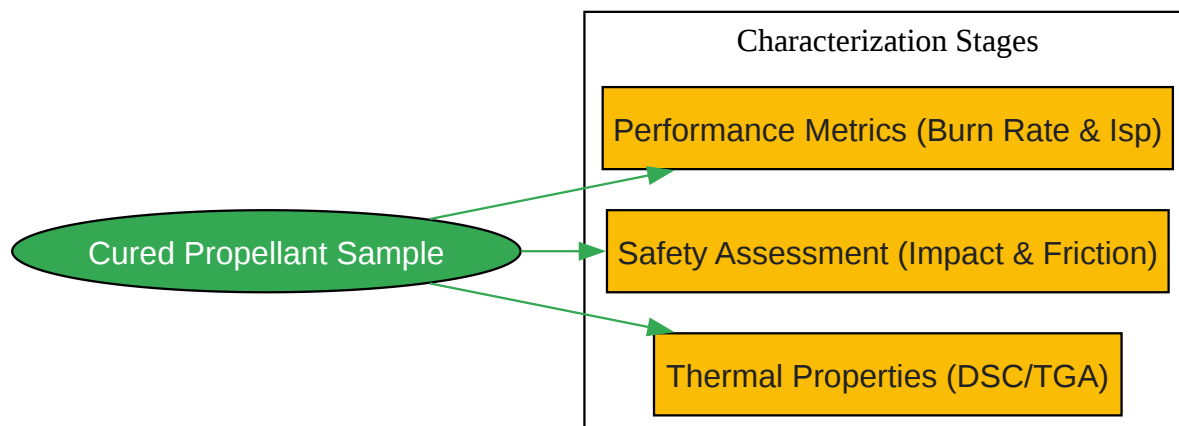 Characterization Stages
Performance Metrics (Burn Rate & Isp)
Cured Propellant Sample
Safety Assessment (Impact & Friction)
Thermal Properties (DSC/TGA)